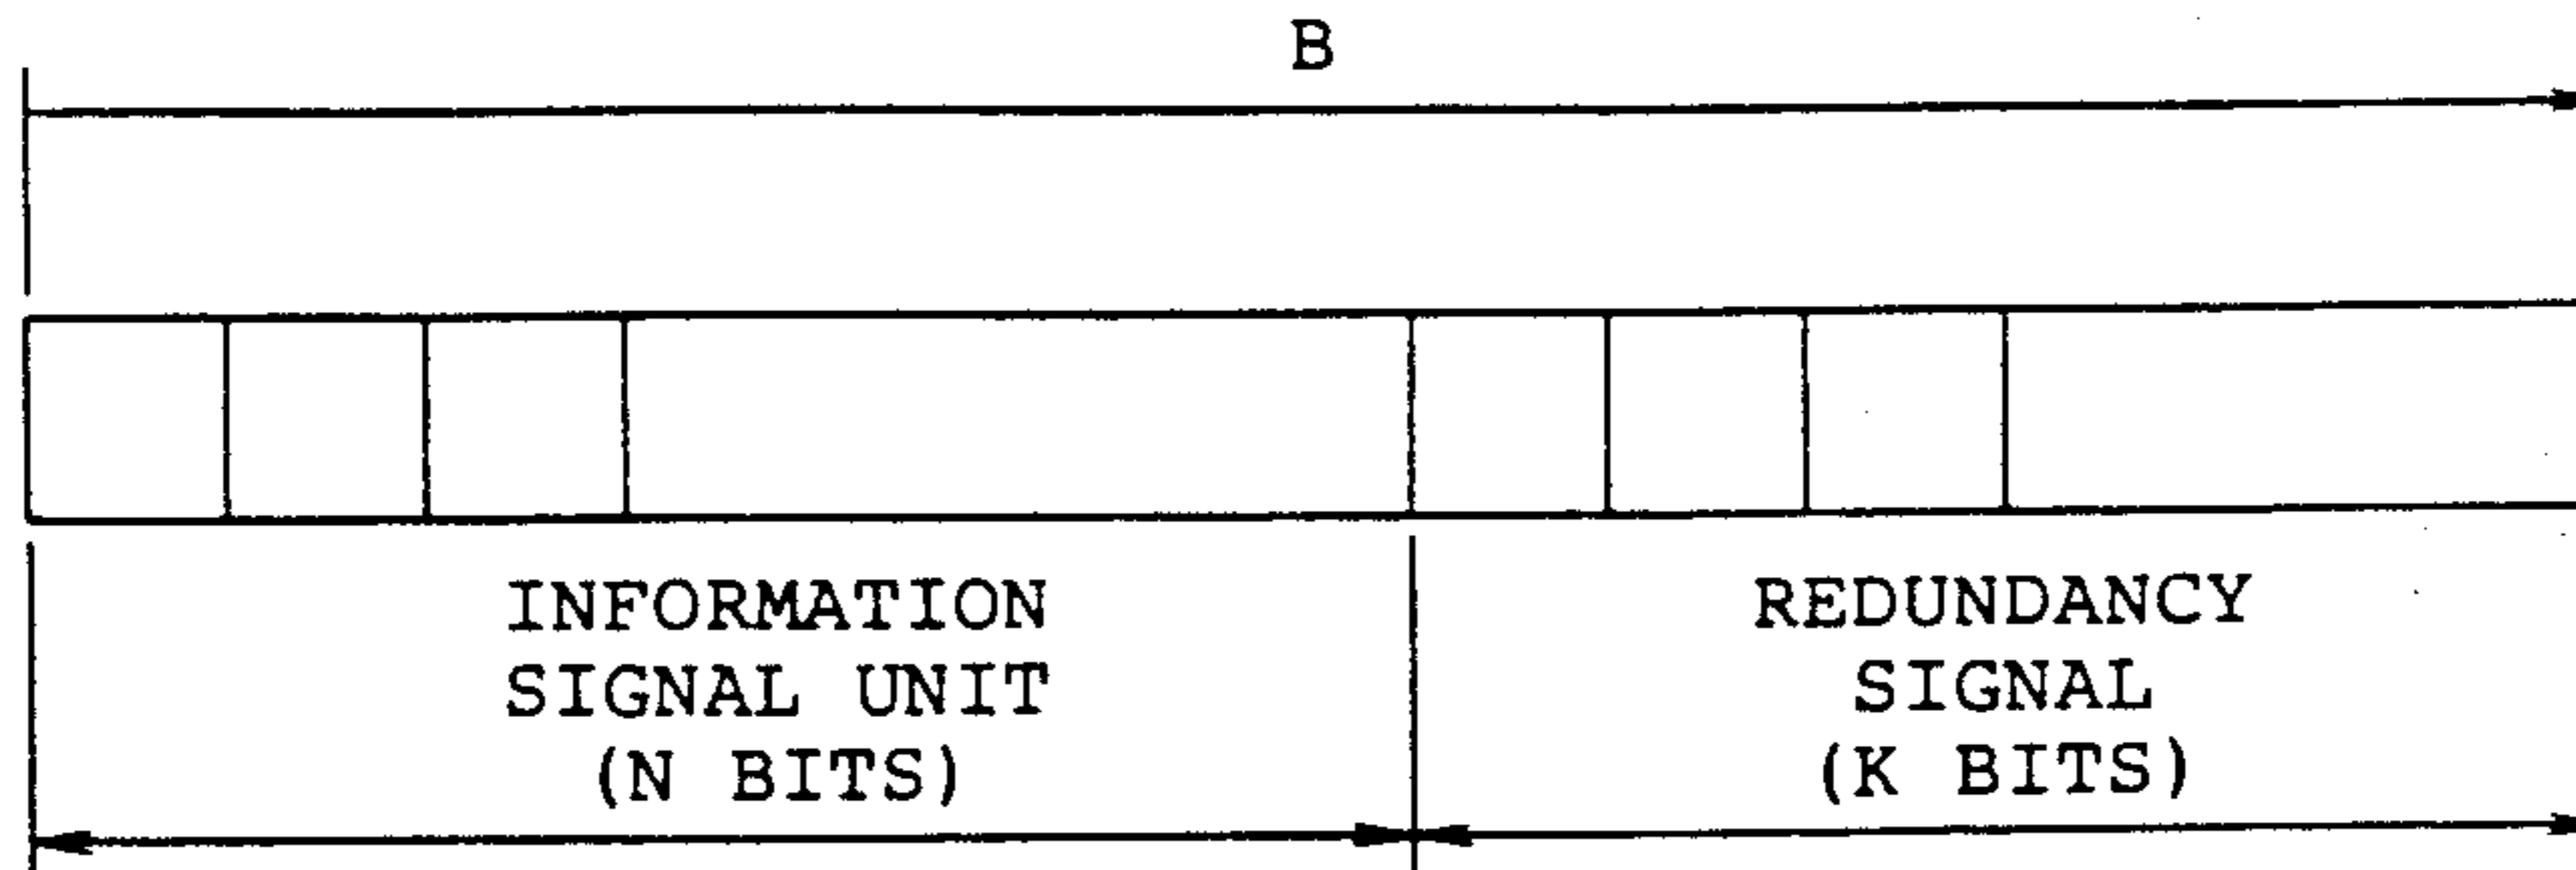 B
INFORMATION
SIGNAL UNIT
(N BITS)
REDUNDANCY
SIGNAL
(K BITS)